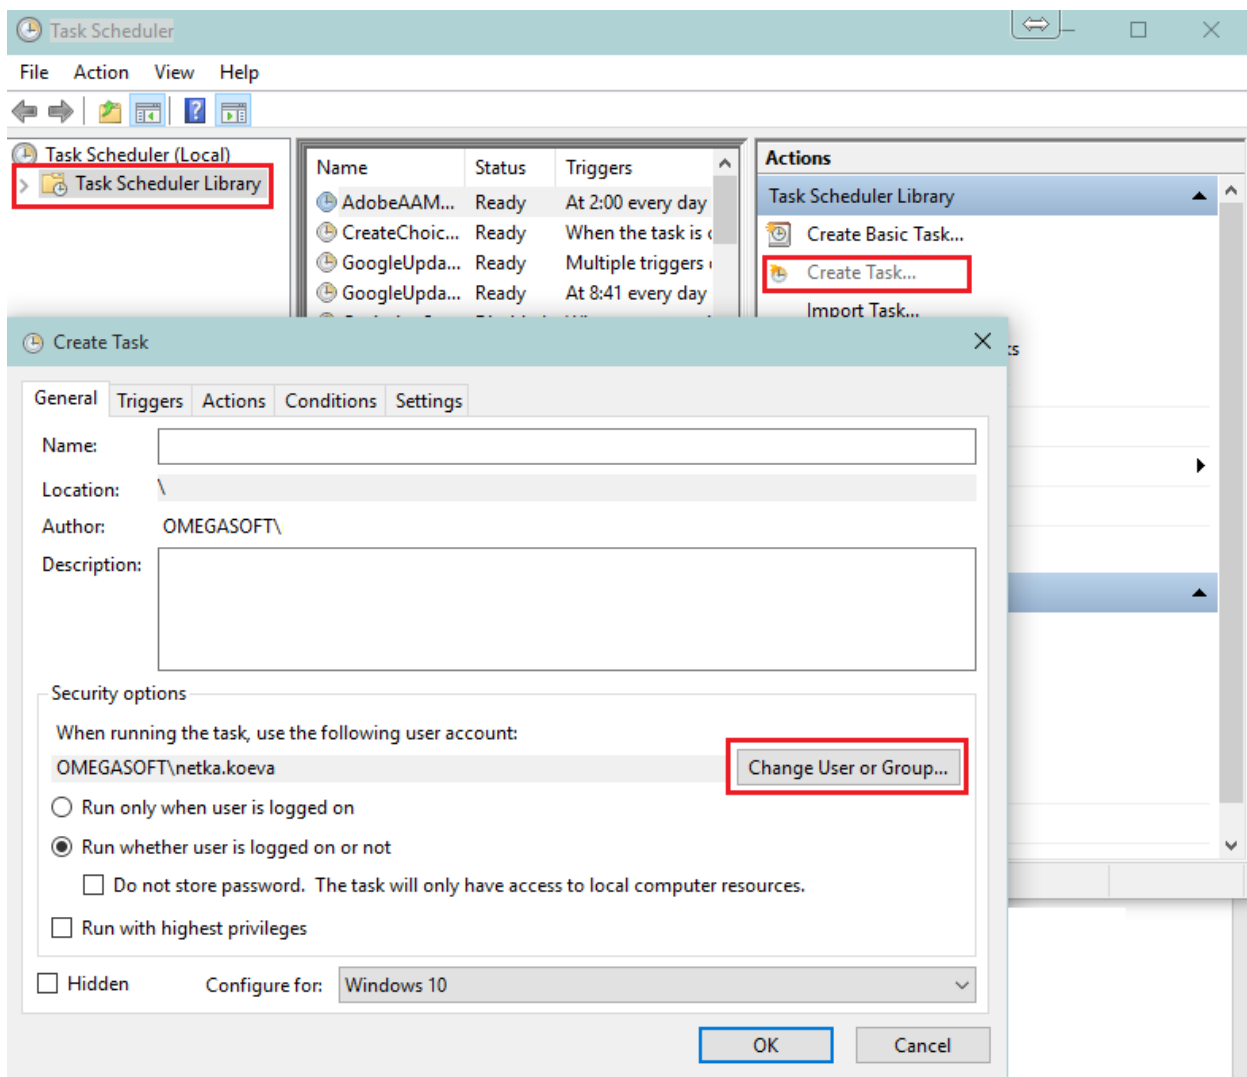 Task Scheduler
File Action View Help
Task Scheduler (Local)
Task Scheduler Library
Name Status Triggers
AdobeAAM... Ready At 2:00 every day
CreateChoic... Ready When the task is
GoogleUpda... Ready Multiple triggers
GoogleUpda... Ready At 8:41 every day
Actions
Task Scheduler Library
Create Basic Task...
Create Task...
Import Task...
Create Task
General Triggers Actions Conditions Settings
Name:
Location: \
Author: OMEGASOFT\
Description:
Security options
When running the task, use the following user account:
OMEGASOFT\netka.koeva Change User or Group...
Run only when user is logged on
Run whether user is logged on or not
Do not store password. The task will only have access to local computer resources.
Run with highest privileges
Hidden Configure for: Windows 10
OK Cancel